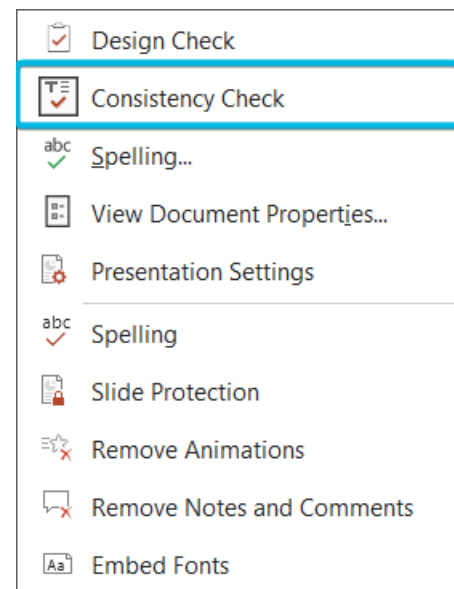 Design Check
Consistency Check
Spelling...
View Document Properties...
Presentation Settings
Spelling
Slide Protection
Remove Animations
Remove Notes and Comments
Embed Fonts